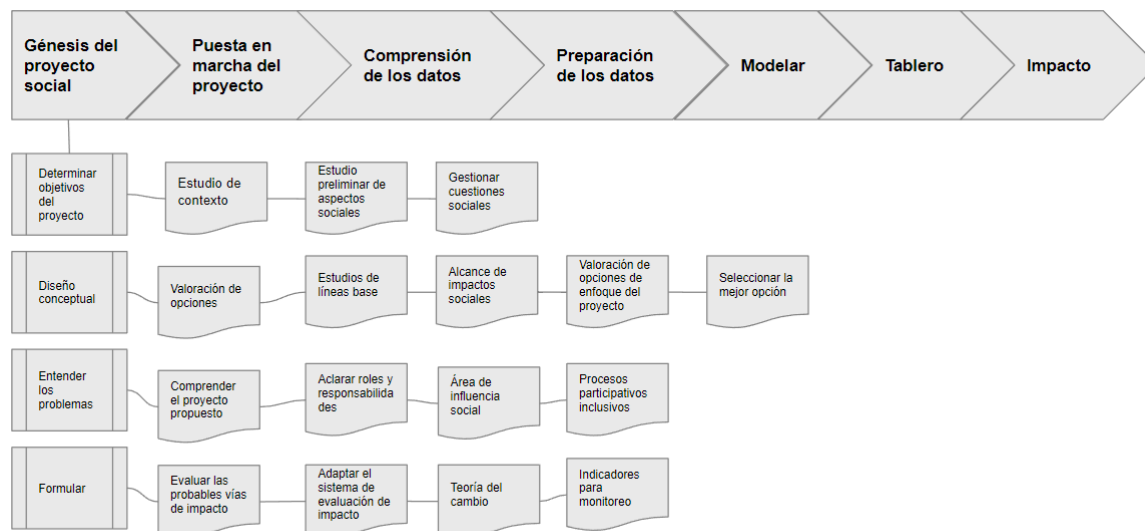 Génesis del
proyecto
social
Puesta en
marcha del
proyecto
Comprensión
de los datos
Preparación
de los datos
Modelar
Tablero
Impacto
Determinar
objetivos del
proyecto
Estudio de
contexto
Estudio
preliminar de
aspectos
sociales
Gestionar
cuestiones
sociales
Diseño
conceptual
Valoración de
opciones
Estudios de
líneas base
Alcance de
impactos
sociales
Valoración de
opciones de
enfoque del
proyecto
Seleccionar la
mejor opción
Entender
los
problemas
Comprender
el proyecto
propuesto
Aclarar roles y
responsabilida
des
Área de
influencia
social
Procesos
participativos
inclusivos
Formular
Evaluar las
probables vías
de impacto
Adaptar el
sistema de
evaluación de
impacto
Teoría del
cambio
Indicadores
para
monitoreo